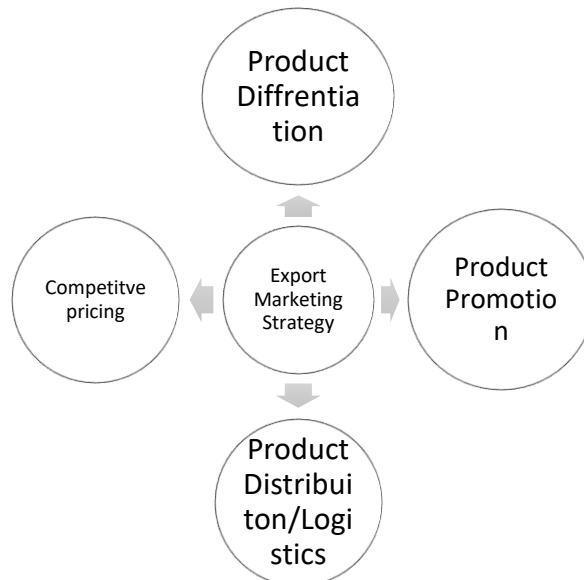 Product
Diffrentia
tion
Competitve
pricing
Export
Marketing
Strategy
Product
Promotio
n
Product
Distribui
ton/Logi
stics